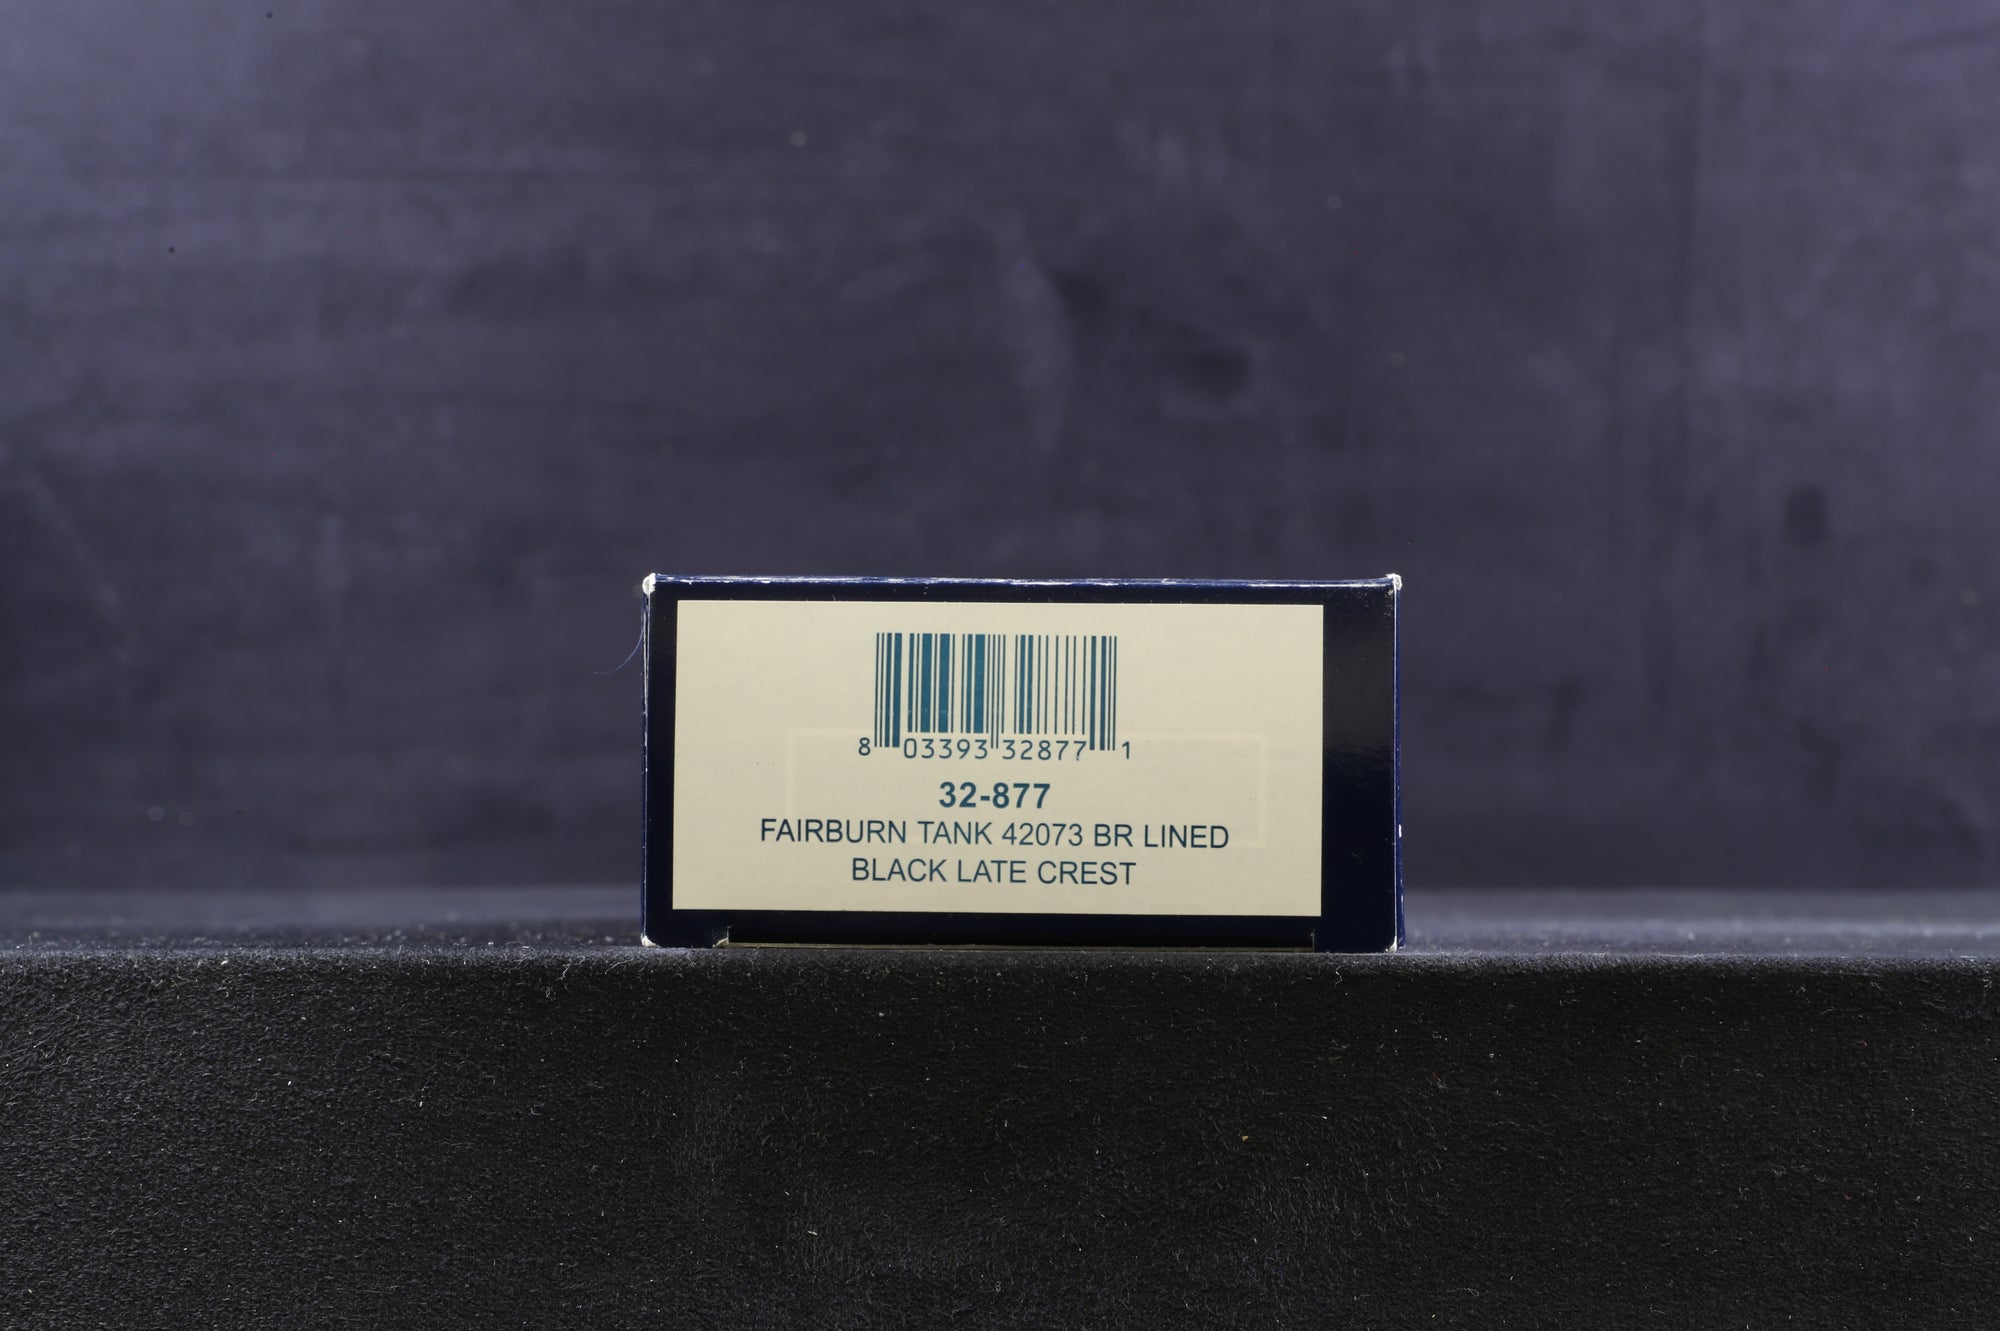 8 03393 32877 1
32-877
FAIRBURN TANK 42073 BR LINED
BLACK LATE CREST